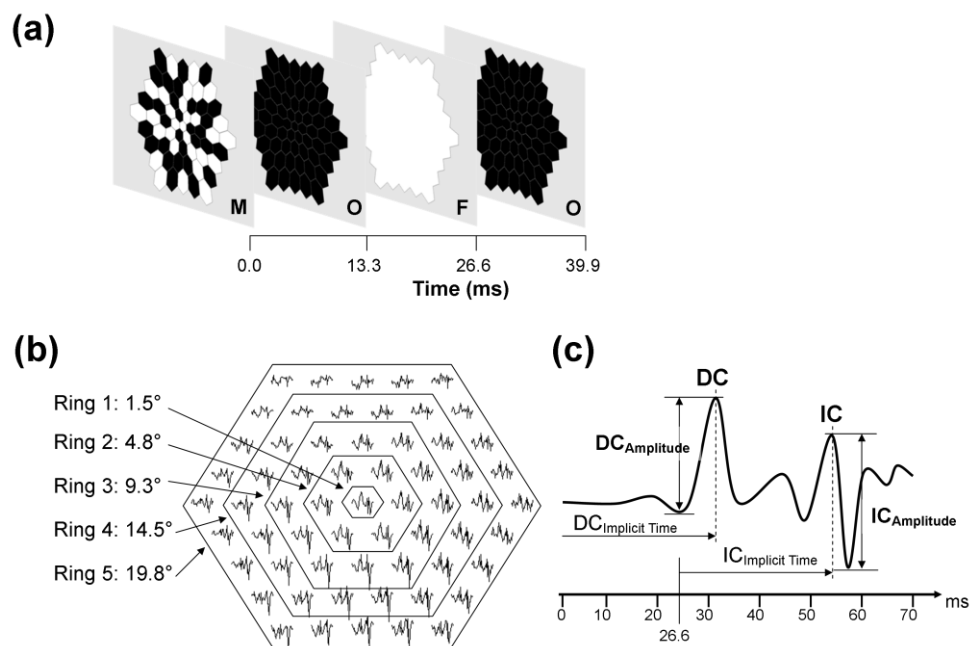 (a)
M
O
F
O
0.0
13.3
26.6
39.9
Time (ms)
(b)
Ring 1: 1.5°
Ring 2: 4.8°
Ring 3: 9.3°
Ring 4: 14.5°
Ring 5: 19.8°
(c)
DC
IC
DCAmplitude
ICAmplitude
DCImplicit Time
ICImplicit Time
0 10 20 30 40 50 60 70 ms
26.6